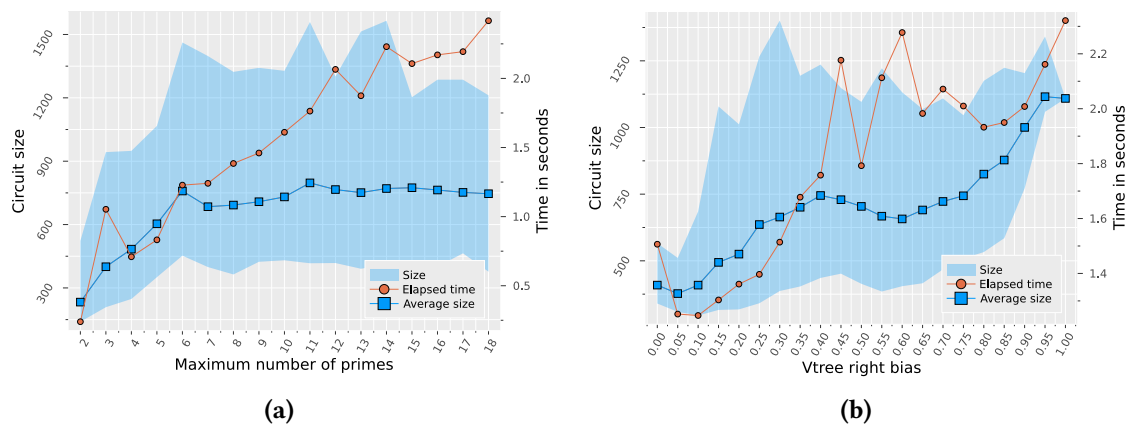 1500
1200
900
600
300
Circuit size
2.0
1.5
1.0
0.5
Time in seconds
Size
Elapsed time
Average size
2 3 4 5 6 7 8 9 10 11 12 13 14 15 16 17 18
Maximum number of primes
(a)
1250
1000
750
500
Circuit size
2.2
2.0
1.8
1.6
1.4
Time in seconds
Size
Elapsed time
Average size
0.00 0.05 0.10 0.15 0.20 0.25 0.30 0.35 0.40 0.45 0.50 0.55 0.60 0.65 0.70 0.75 0.80 0.85 0.90 0.95 1.00
Vtree right bias
(b)